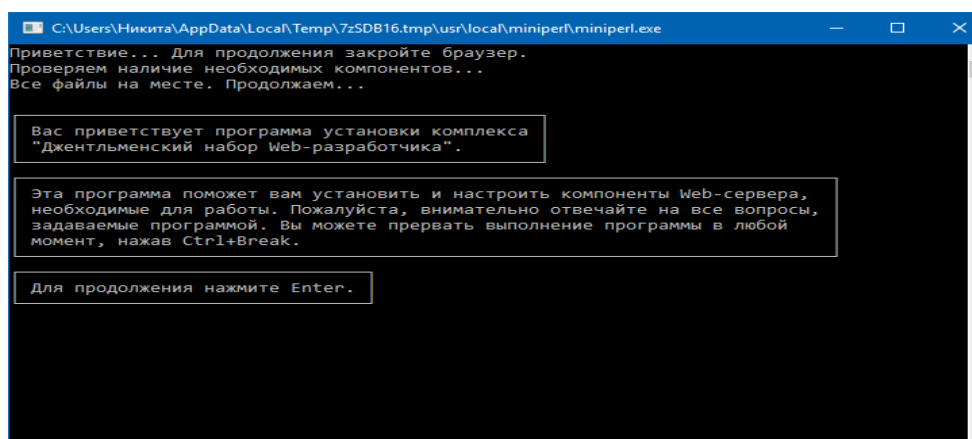 C:\Users\Никита\AppData\Local\Temp\7zSDB16.tmp\usr\local\miniperl\miniperl.exe
Приветствие... Для продолжения закройте браузер.
Проверяем наличие необходимых компонентов...
Все файлы на месте. Продолжаем...
Вас приветствует программа установки комплекса
"Джентльменский набор Web-разработчика".
Эта программа поможет вам установить и настроить компоненты Web-сервера,
необходимые для работы. Пожалуйста, внимательно отвечайте на все вопросы,
задаваемые программой. Вы можете прервать выполнение программы в любой
момент, нажав Ctrl+Break.
Для продолжения нажмите Enter.